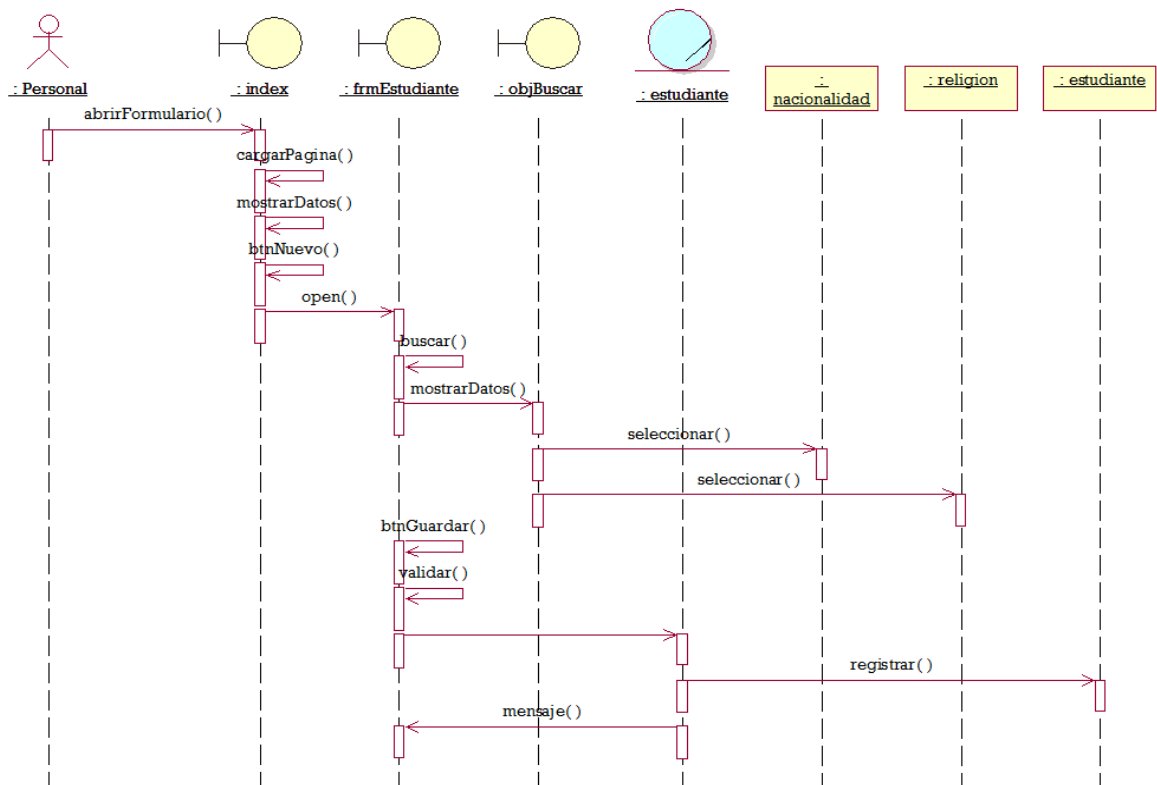 : Personal
: index
: frmEstudiante
: objBuscar
: estudiante
:
nacionalidad
: religion
: estudiante
abrirFormulario( )
cargarPagina( )
mostrarDatos( )
btnNuevo( )
open( )
buscar( )
mostrarDatos( )
seleccionar( )
seleccionar( )
btnGuardar( )
validar( )
registrar( )
mensaje( )